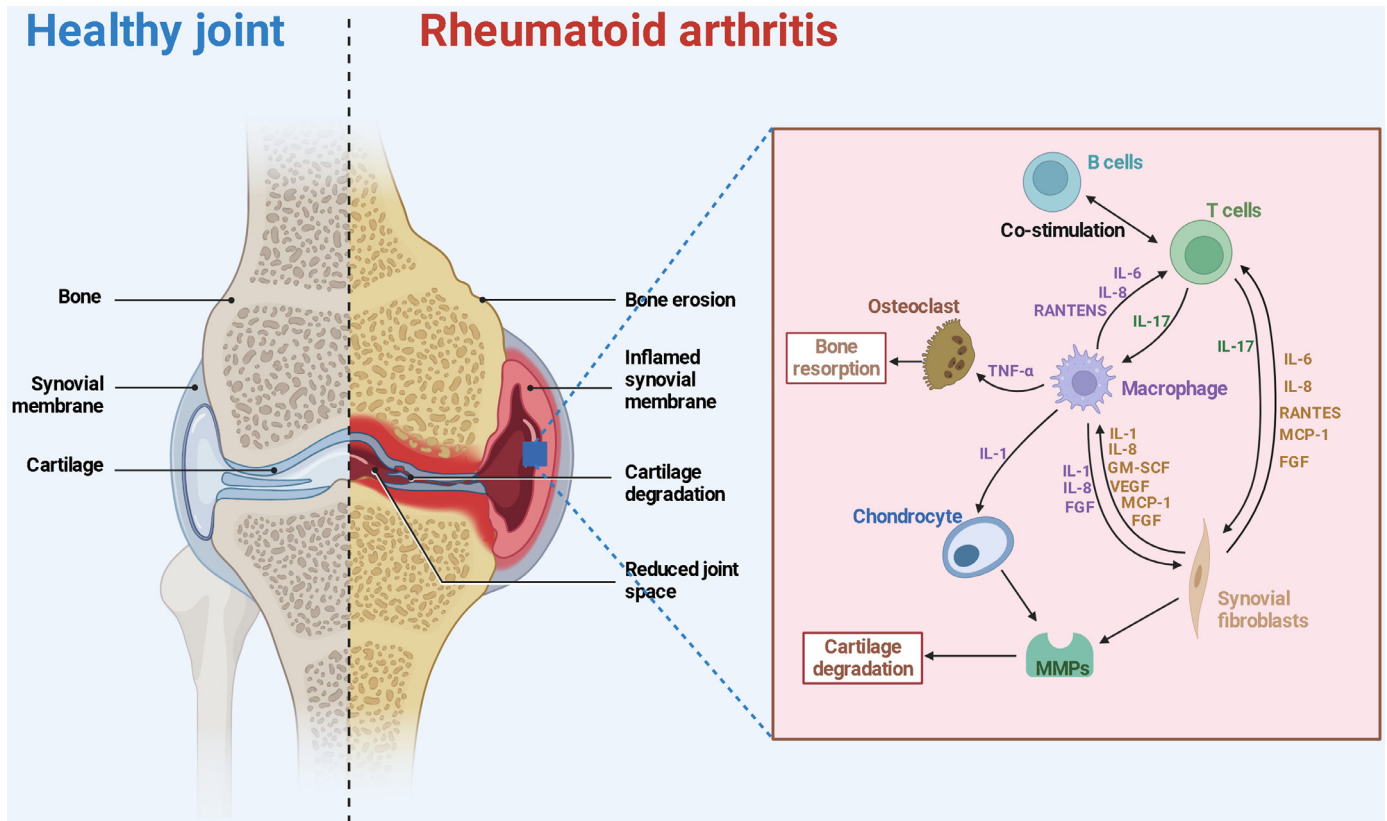 Healthy joint
Rheumatoid arthritis
Bone
Synovial
membrane
Cartilage
Bone erosion
Inflamed
synovial
membrane
Cartilage
degradation
Reduced joint
space
B cells
T cells
Co-stimulation
IL-6
IL-8
RANTENS
IL-17
Osteoclast
Bone
resorption
TNF-α
Macrophage
IL-17
IL-6
IL-8
RANTES
MCP-1
FGF
IL-1
IL-1
IL-8
FGF
IL-1
IL-8
GM-SCF
VEGF
MCP-1
FGF
Chondrocyte
Synovial
fibroblasts
Cartilage
degradation
MMPs